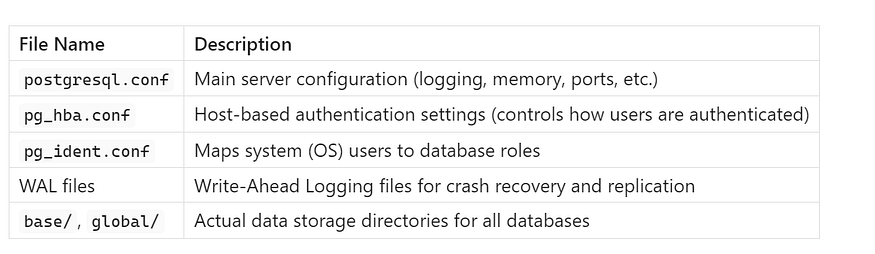 File Name Description
postgresql.conf Main server configuration (logging, memory, ports, etc.)
pg_hba.conf Host-based authentication settings (controls how users are authenticated)
pg_ident.conf Maps system (OS) users to database roles
WAL files Write-Ahead Logging files for crash recovery and replication
base/, global/ Actual data storage directories for all databases